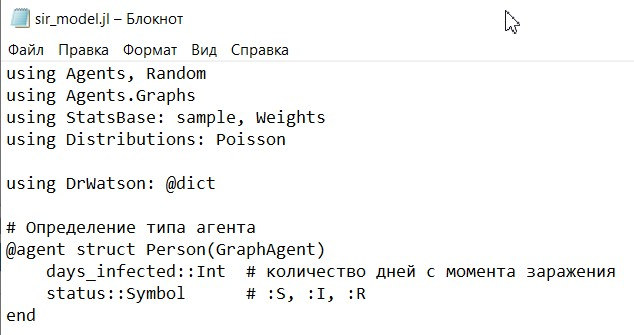 sir_model.jl – Блокнот
Файл Правка Формат Вид Справка
using Agents, Random
using Agents.Graphs
using StatsBase: sample, Weights
using Distributions: Poisson

using DrWatson: @dict

# Определение типа агента
@agent struct Person(GraphAgent)
    days_infected::Int  # количество дней с момента заражения
    status::Symbol      # :S, :I, :R
end